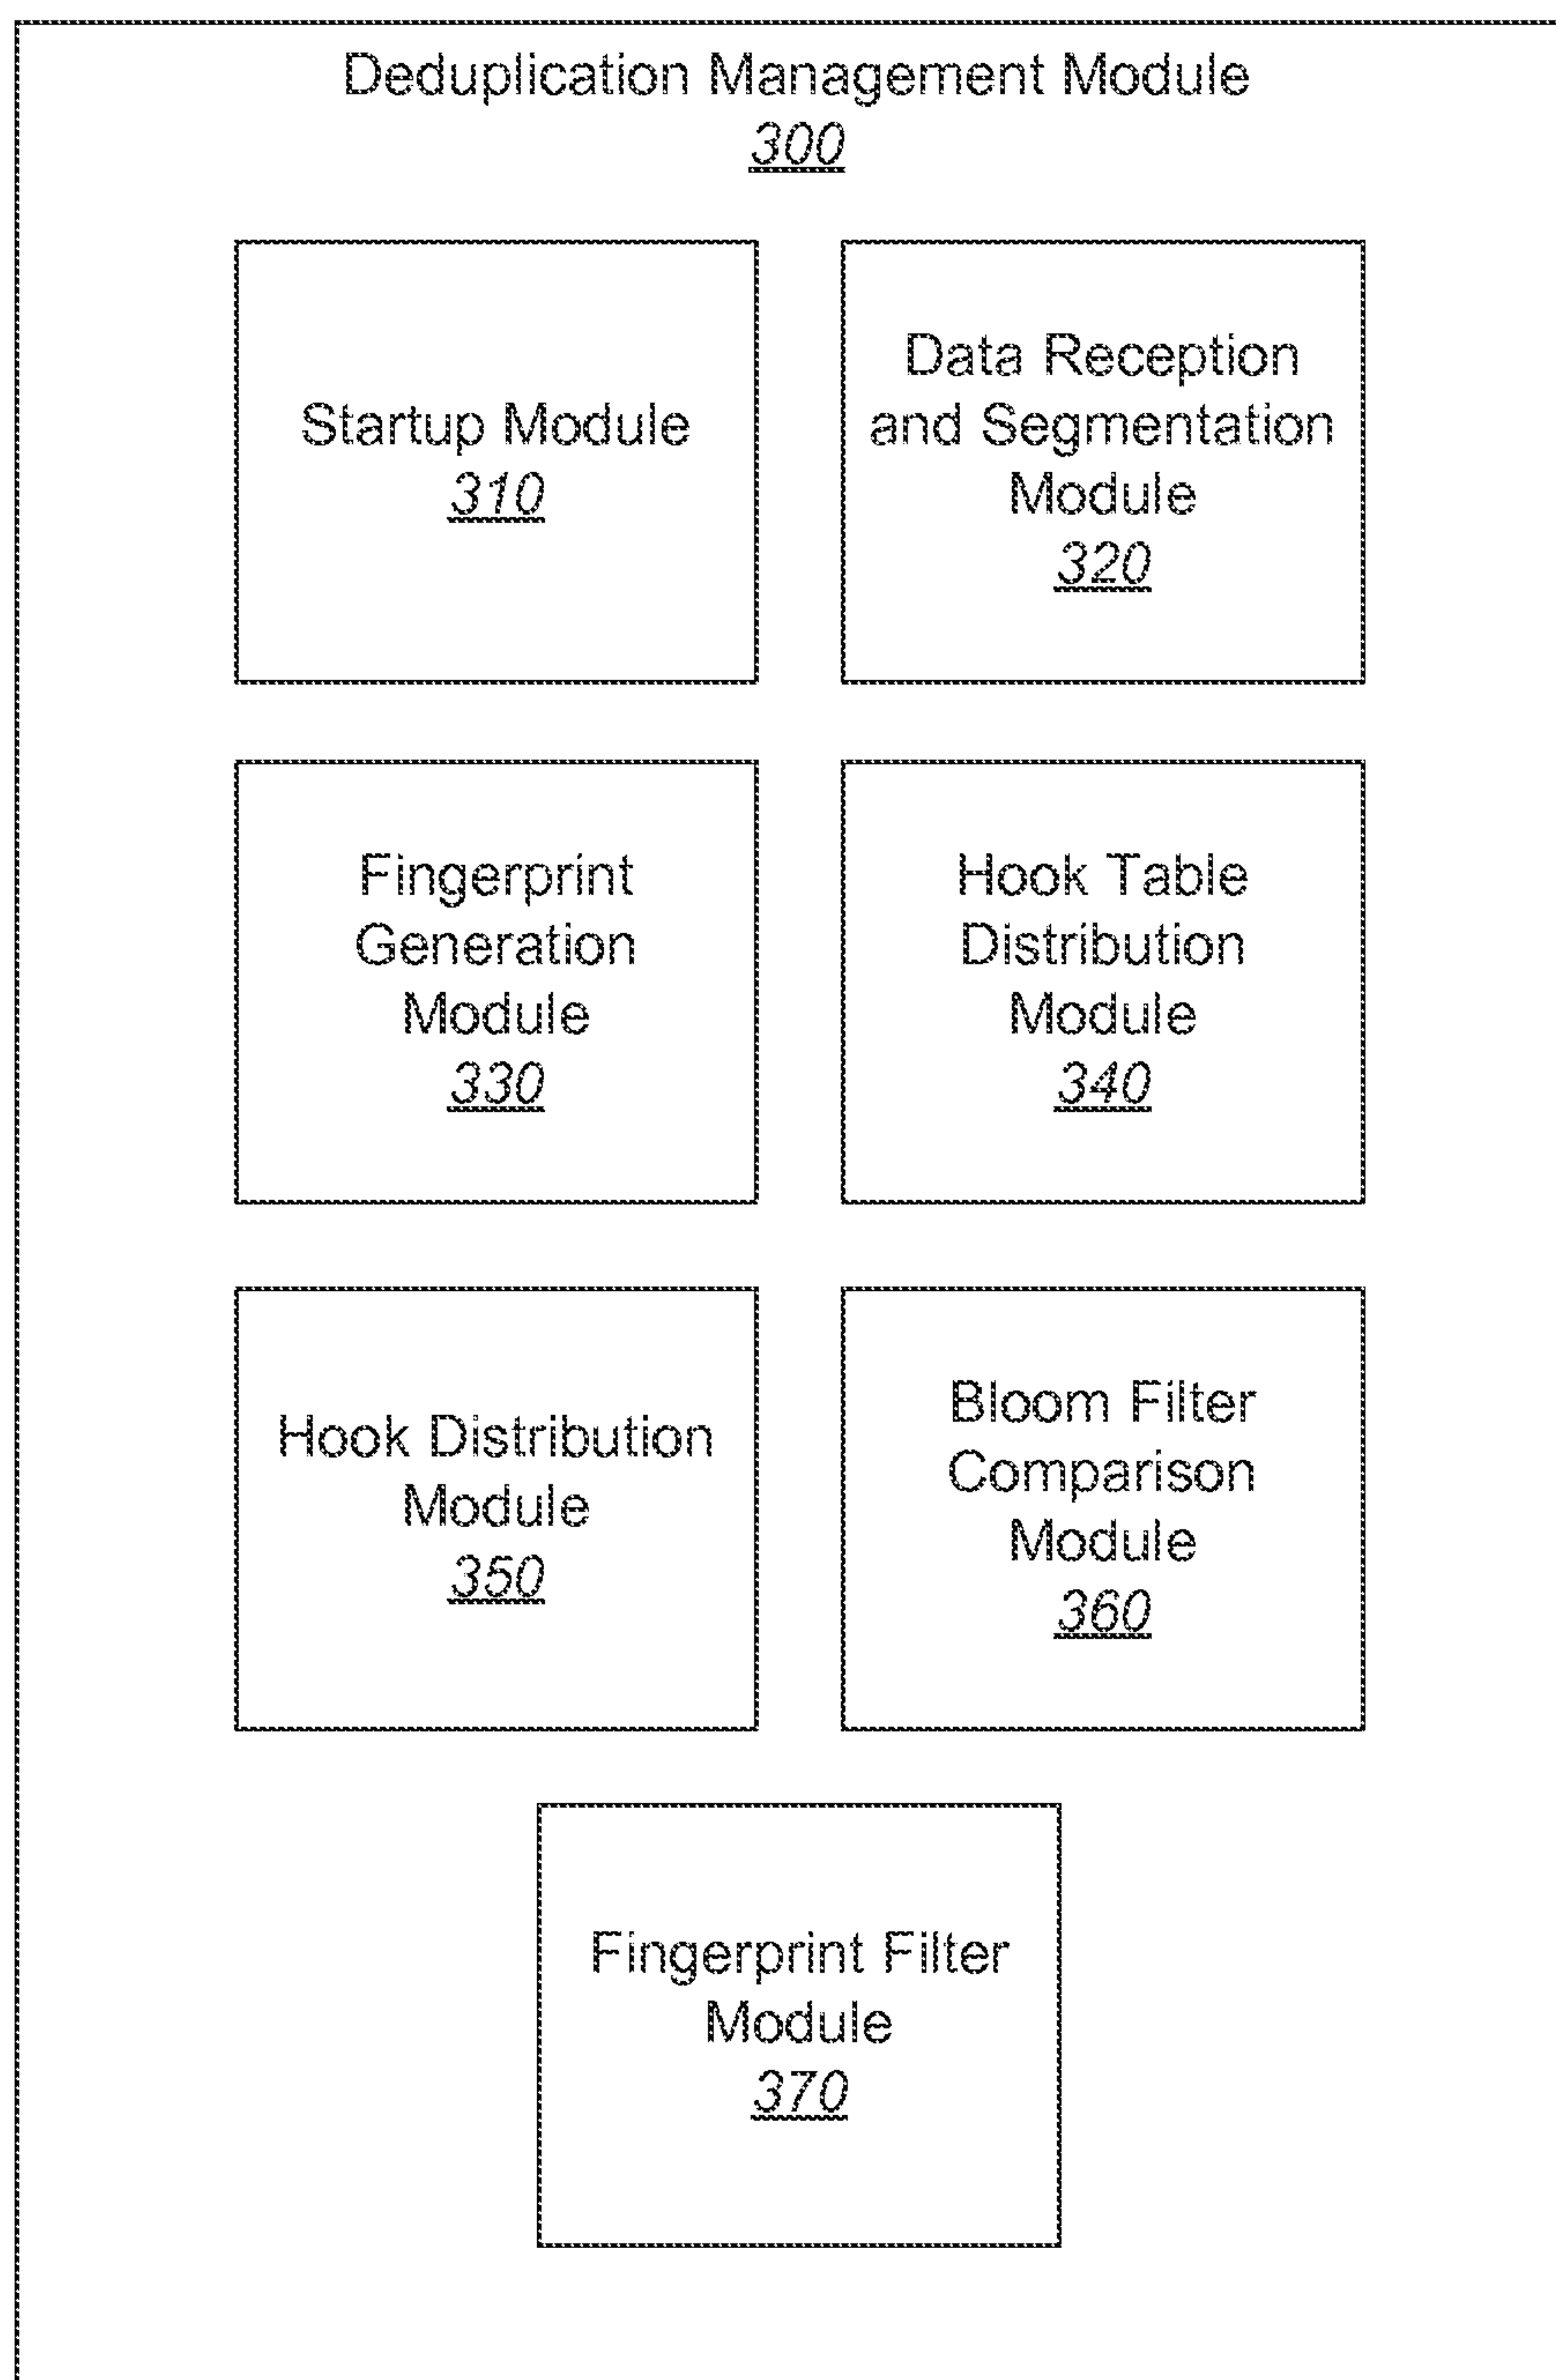 Deduplication Management Module
300
Startup Module
310
Data Reception
and Segmentation
Module
320
Fingerprint
Generation
Module
330
Hook Table
Distribution
Module
340
Hook Distribution
Module
350
Bloom Filter
Comparison
Module
360
Fingerprint Filter
Module
370